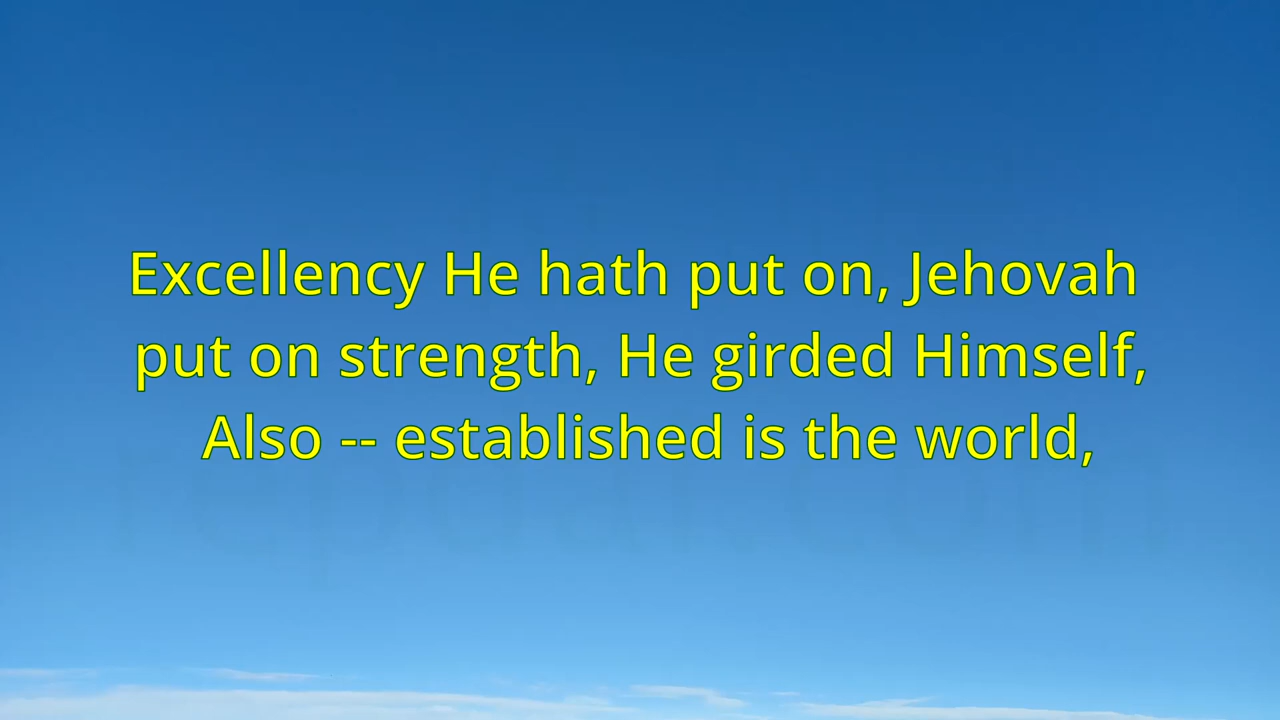 Excellency He hath put on, Jehovah
put on strength, He girded Himself,
Also -- established is the world,